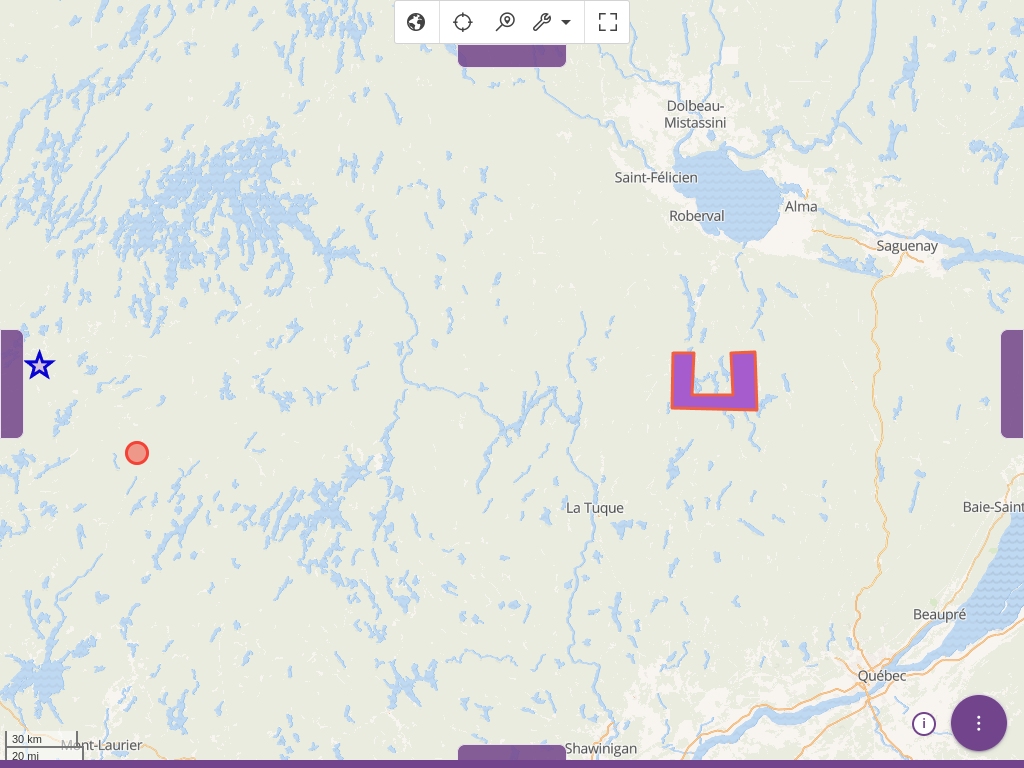 Dolbeau-
Mistassini
Saint-Félicien
Roberval
Alma
Saguenay
La Tuque
Baie-Saint
Beaupré
Québec
30 km
20 mi
Mont-Laurier
Shawinigan
i